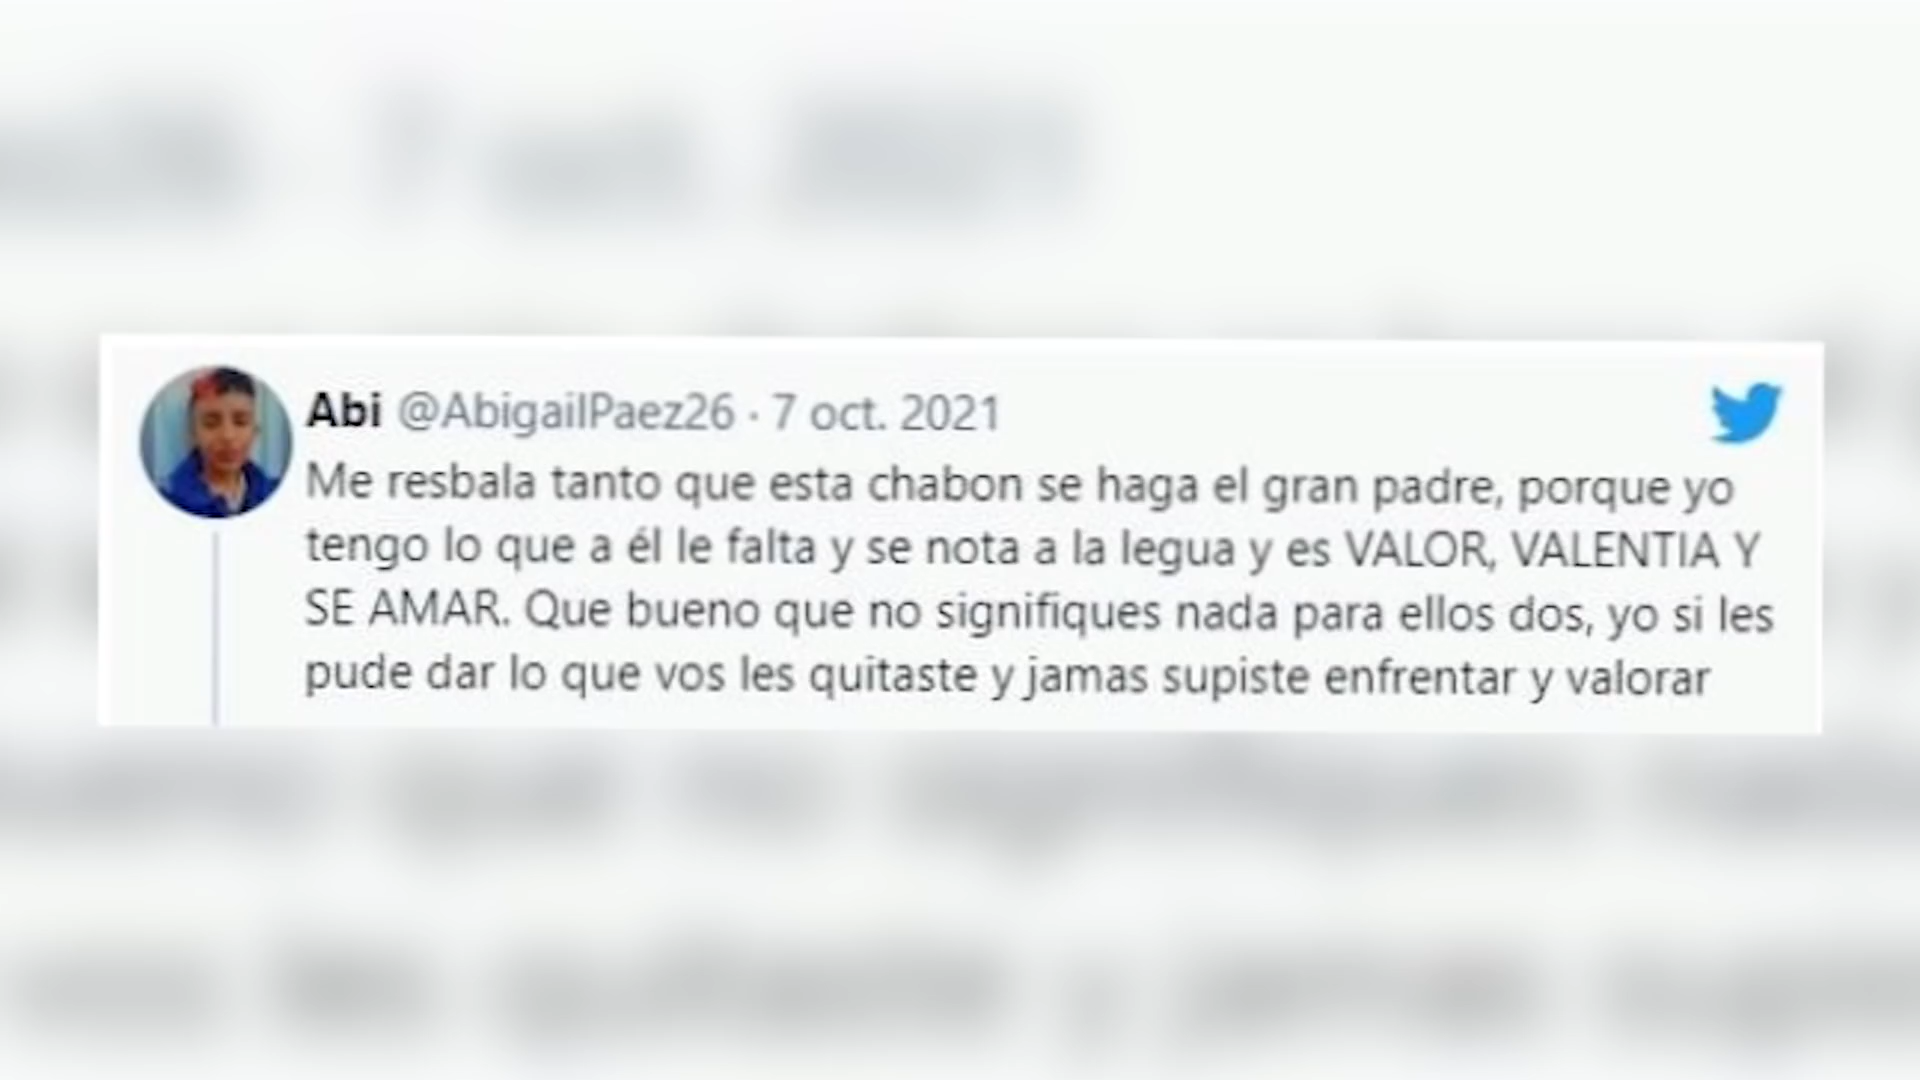 Abi @AbigailPaez26 · 7 oct. 2021
Me resbala tanto que esta chabon se haga el gran padre, porque yo
tengo lo que a él le falta y se nota a la legua y es VALOR, VALENTIA Y
SE AMAR. Que bueno que no signifiques nada para ellos dos, yo si les
pude dar lo que vos les quitaste y jamas supiste enfrentar y valorar